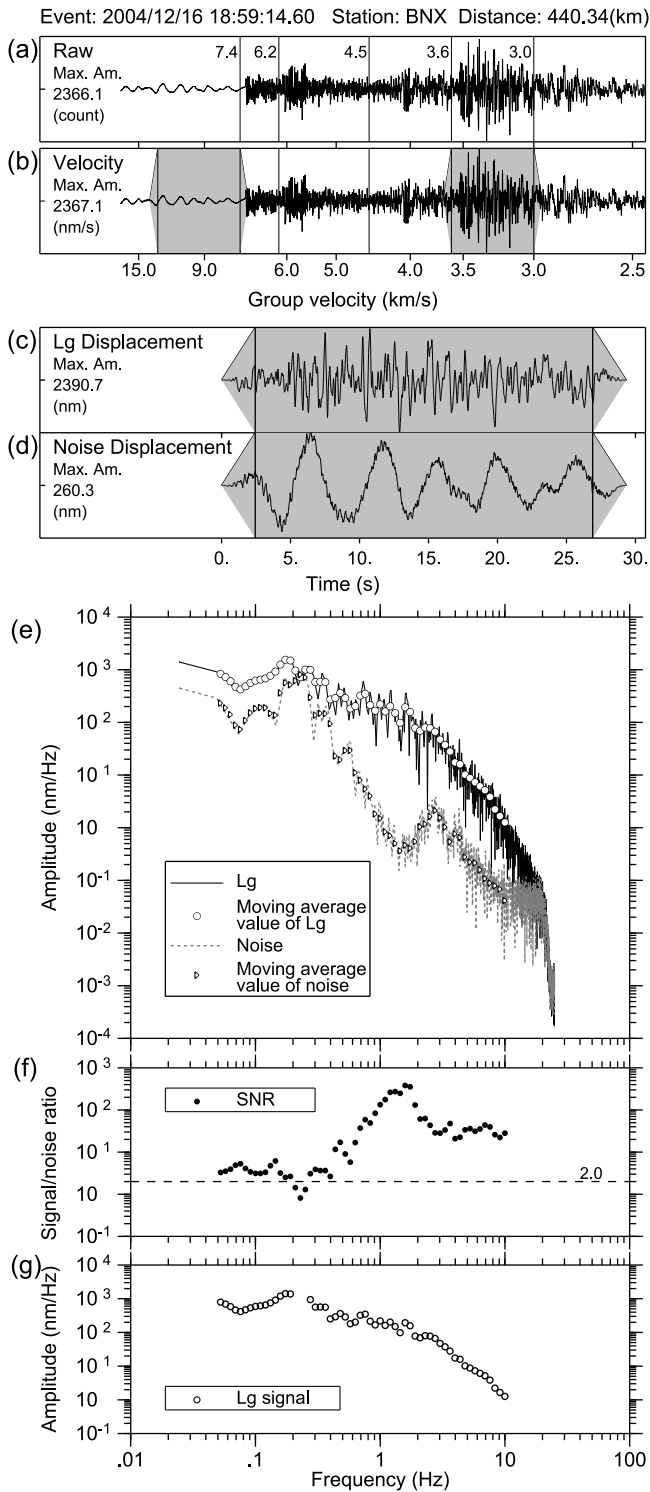 Event: 2004/12/16 18:59:14.60 Station: BNX Distance: 440.34(km)
(a)
Raw
Max. Am.
2366.1
(count)
7.4 6.2 4.5 3.6 3.0
(b)
Velocity
Max. Am.
2367.1
(nm/s)
15.0 9.0 6.0 5.0 4.0 3.5 3.0 2.5
Group velocity (km/s)
(c)
Lg Displacement
Max. Am.
2390.7
(nm)
(d)
Noise Displacement
Max. Am.
260.3
(nm)
0. 5. 10. 15. 20. 25. 30.
Time (s)
(e)
Amplitude (nm/Hz)
10^4
10^3
10^2
10^1
10^0
10^-1
10^-2
10^-3
10^-4
Lg
Moving average
value of Lg
Noise
Moving average
value of noise
(f)
Signal/noise ratio
10^3
10^2
10^1
10^0
10^-1
SNR
2.0
(g)
Amplitude (nm/Hz)
10^4
10^3
10^2
10^1
10^0
10^-1
Lg signal
.01 .1 1 10 100
Frequency (Hz)